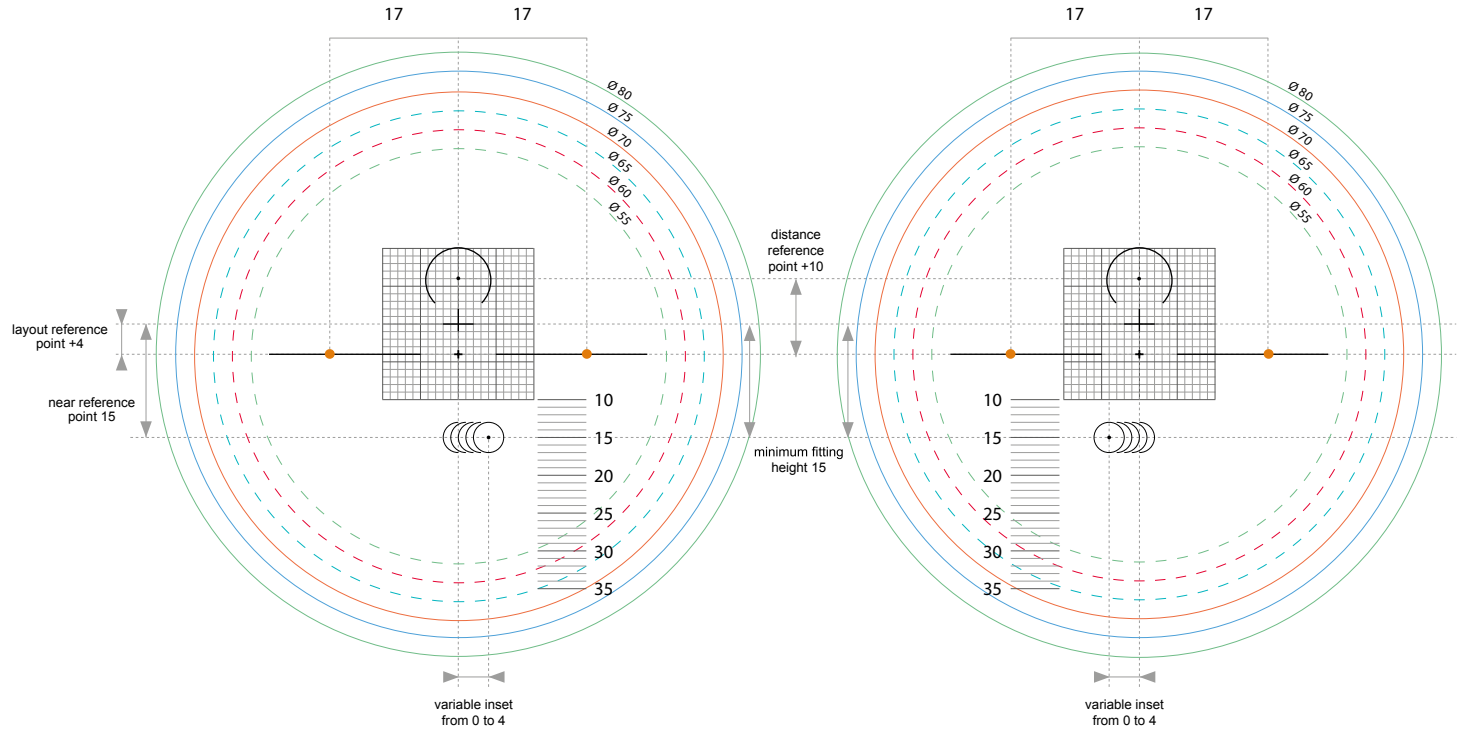 17
17
17
17
Ø 80
Ø 75
Ø 70
Ø 65
Ø 60
Ø 55
Ø 80
Ø 75
Ø 70
Ø 65
Ø 60
Ø 55
distance
reference
point +10
layout reference
point +4
near reference
point 15
10
15
20
25
30
35
minimum fitting
height 15
10
15
20
25
30
35
variable inset
from 0 to 4
variable inset
from 0 to 4